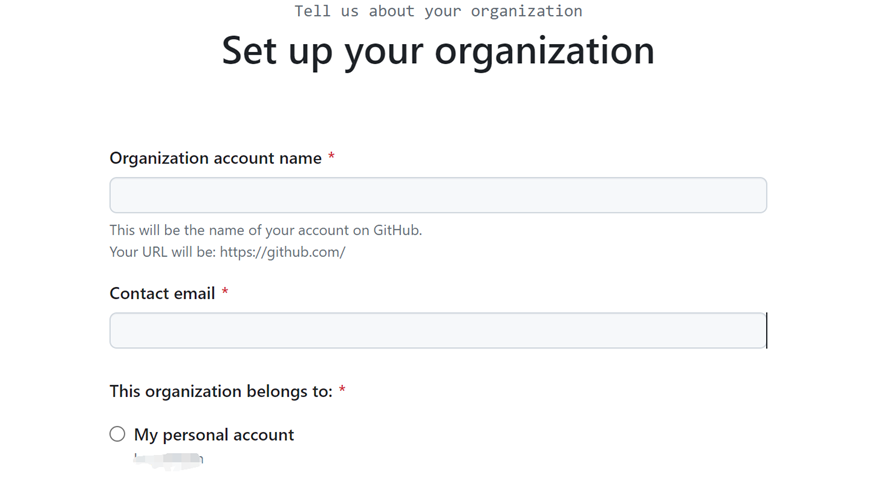 Tell us about your organization
Set up your organization
Organization account name *
This will be the name of your account on GitHub.
Your URL will be: https://github.com/
Contact email *
This organization belongs to: *
My personal account